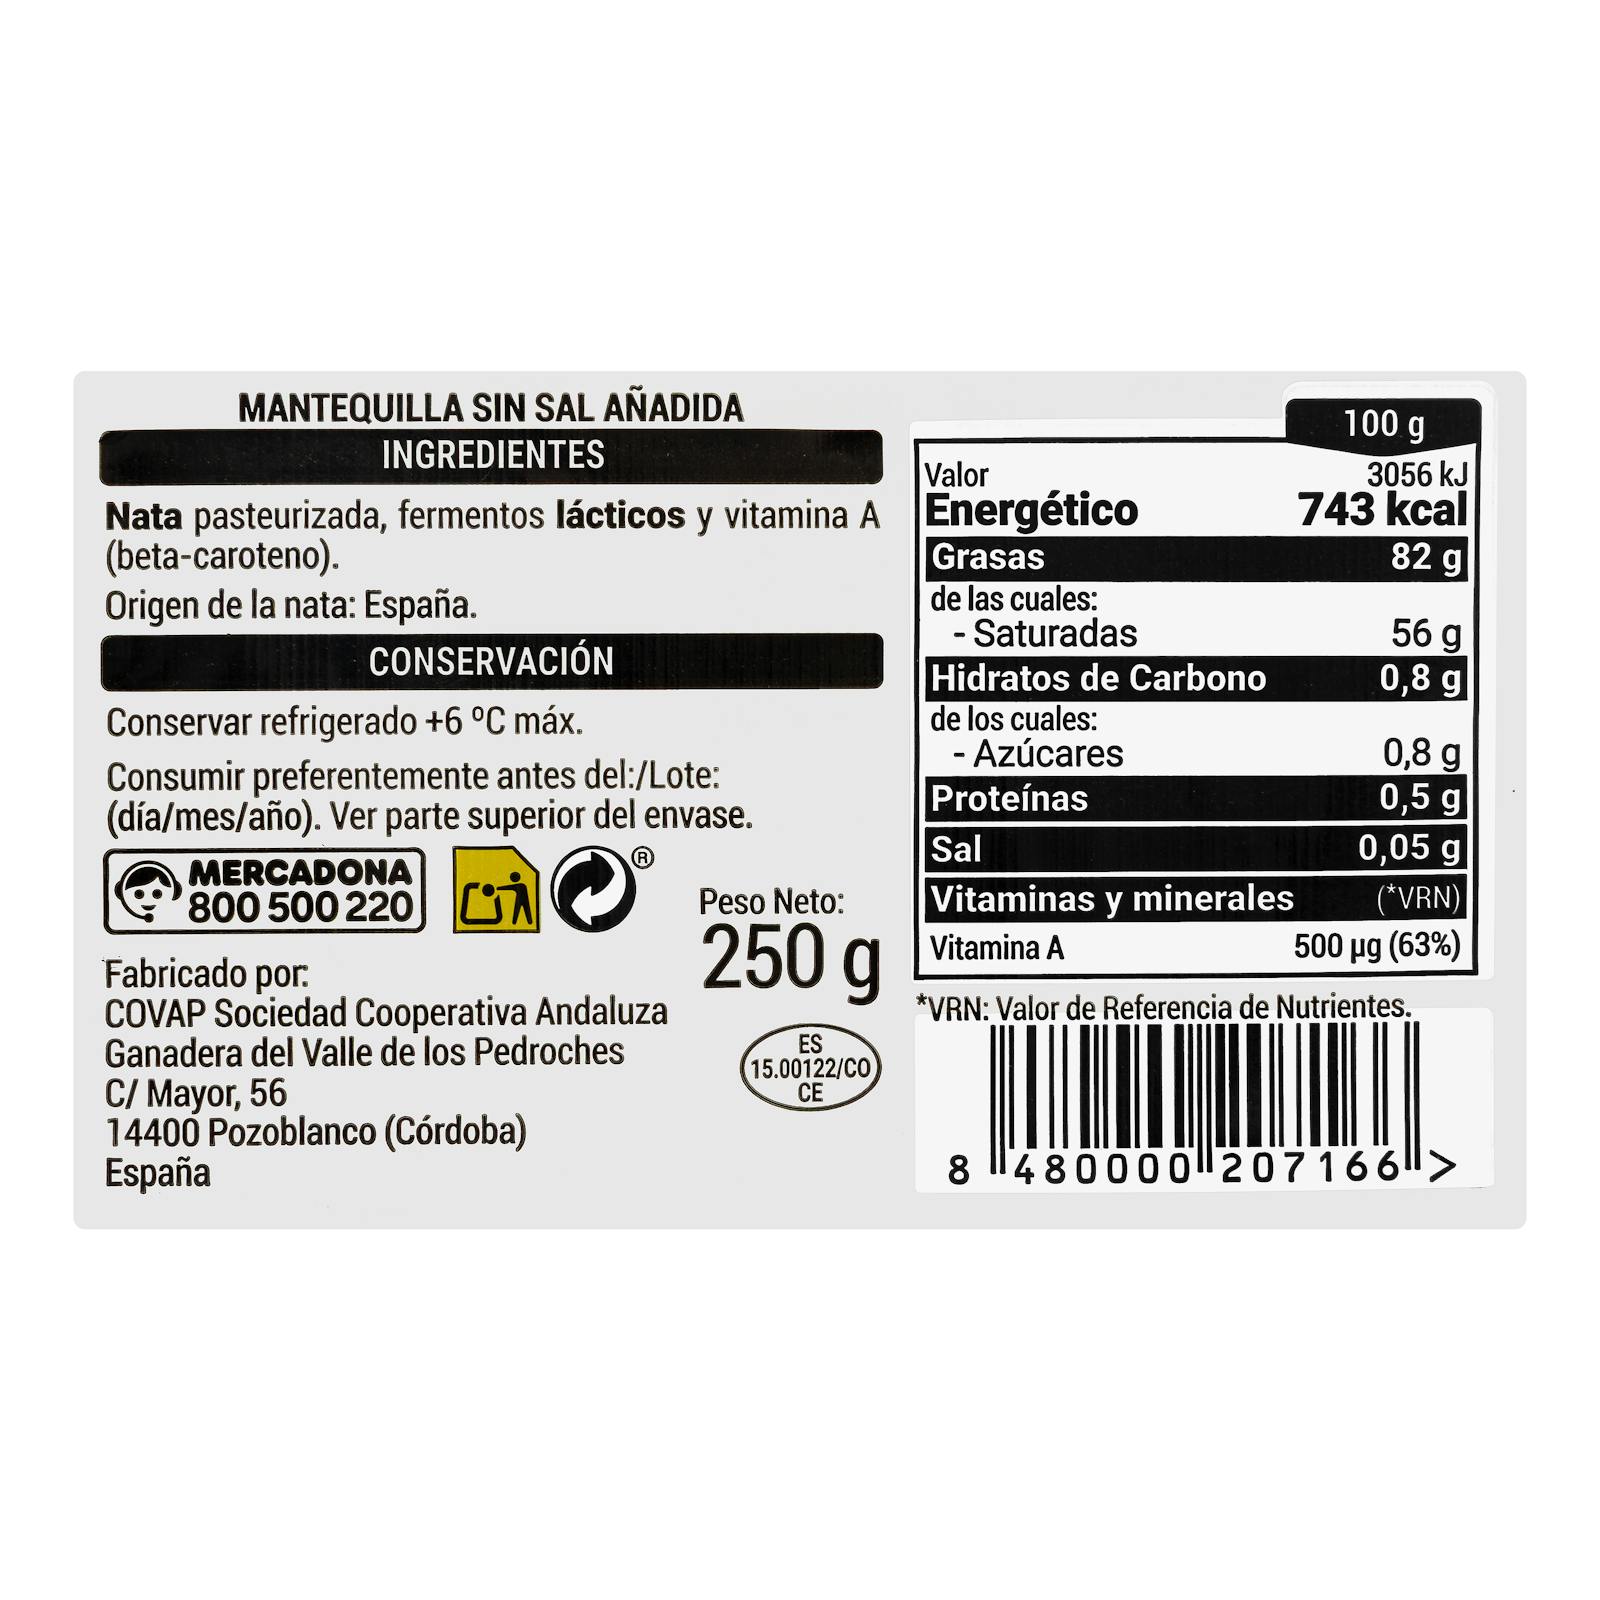 MANTEQUILLA SIN SAL AÑADIDA
INGREDIENTES
Nata pasteurizada, fermentos lácticos y vitamina A
(beta-caroteno).
Origen de la nata: España.
CONSERVACIÓN
Conservar refrigerado +6 ºC máx.
Consumir preferentemente antes del:/Lote:
(día/mes/año). Ver parte superior del envase.
MERCADONA
800 500 220
®
Fabricado por:
COVAP Sociedad Cooperativa Andaluza
Ganadera del Valle de los Pedroches
C/ Mayor, 56
14400 Pozoblanco (Córdoba)
España
Peso Neto:
250 g
ES
15.00122/CO
CE
100 g
Valor 3056 kJ
Energético 743 kcal
Grasas 82 g
de las cuales:
- Saturadas 56 g
Hidratos de Carbono 0,8 g
de los cuales:
- Azúcares 0,8 g
Proteínas 0,5 g
Sal 0,05 g
Vitaminas y minerales (*VRN)
Vitamina A 500 µg (63%)
*VRN: Valor de Referencia de Nutrientes.
8 480000 207166 >